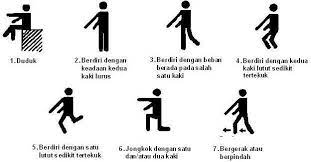 1.Duduk
2.Berdiri dengan
keadaan kedua
kaki lurus
3.Berdiri dengan beban
berada pada salah
satu kaki
4.Berdiri dengan kedua
kaki lutut sedikit
tertekuk
5.Berdiri dengan satu
lutut sedikit tertekuk
6.Jongkok dengan satu
dan/atau dua kaki
7.Bergerak atau
berpindah